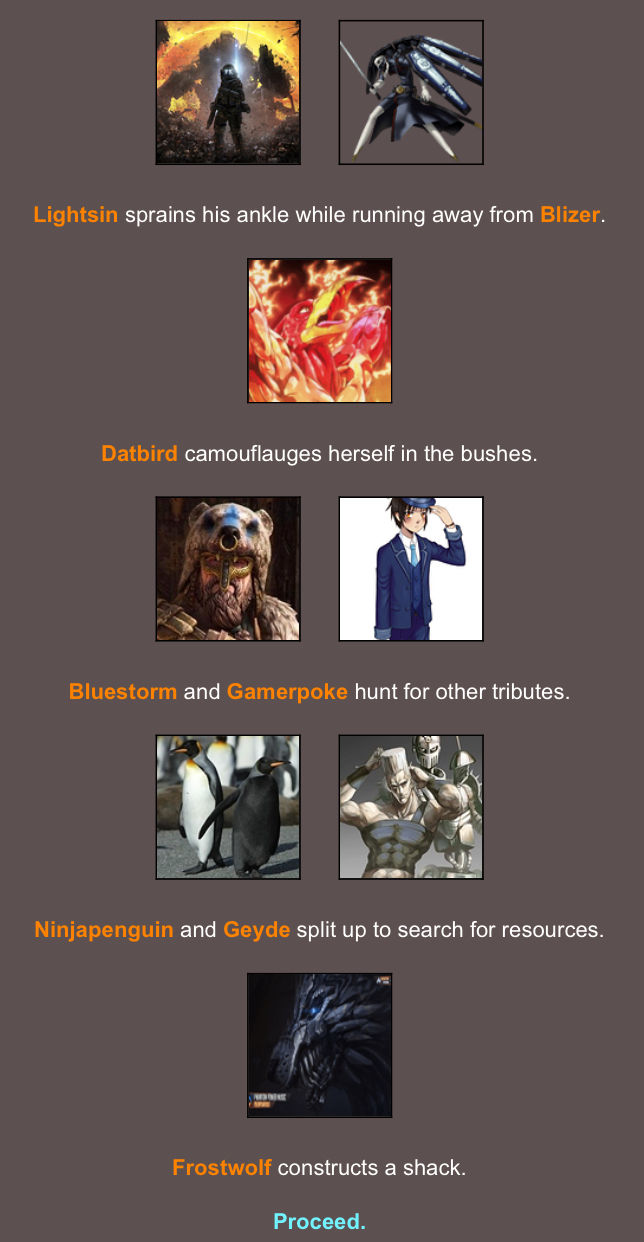 Lightsin sprains his ankle while running away from Blizer.
Datbird camouflauges herself in the bushes.
Bluestorm and Gamerpoke hunt for other tributes.
Ninjapenguin and Geyde split up to search for resources.
Frostwolf constructs a shack.
Proceed.